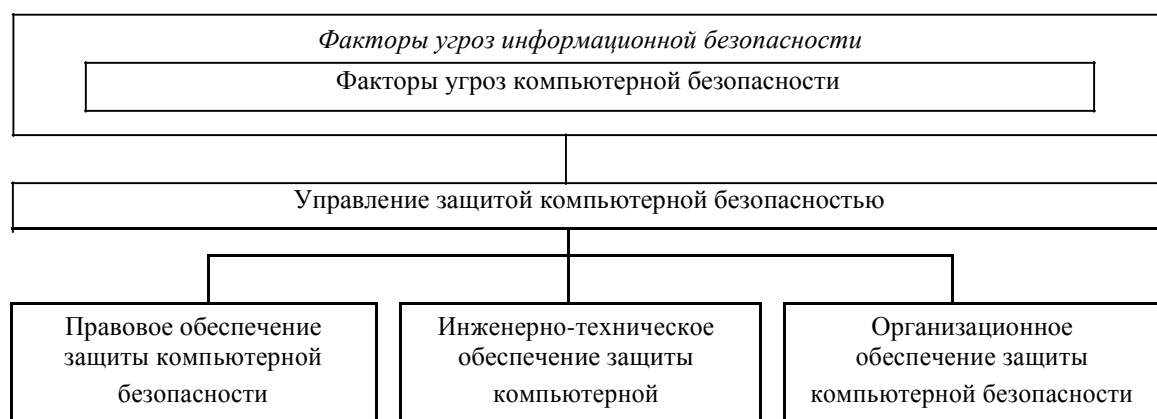 Факторы угроз информационной безопасности
Факторы угроз компьютерной безопасности
Управление защитой компьютерной безопасностью
Правовое обеспечение
защиты компьютерной
безопасности
Инженерно-техническое
обеспечение защиты
компьютерной
Организационное
обеспечение защиты
компьютерной безопасности